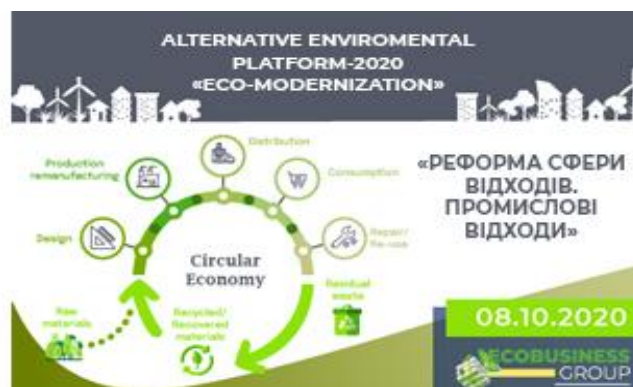 ALTERNATIVE ENVIROMENTAL
PLATFORM-2020
«ECO-MODERNIZATION»
Distribution
Production
remanufacturing
Consumption
Design
Repair/
Re-use
Circular
Economy
Raw
materials
Recycled/
Recovered
materials
Residual
waste
«РЕФОРМА СФЕРИ
ВІДХОДІВ.
ПРОМИСЛОВІ
ВІДХОДИ»
08.10.2020
ECOBUSINESS
GROUP